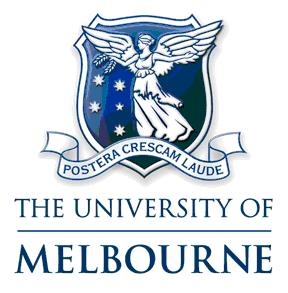 POSTERA CRESCAM LAUDE
THE UNIVERSITY OF
MELBOURNE